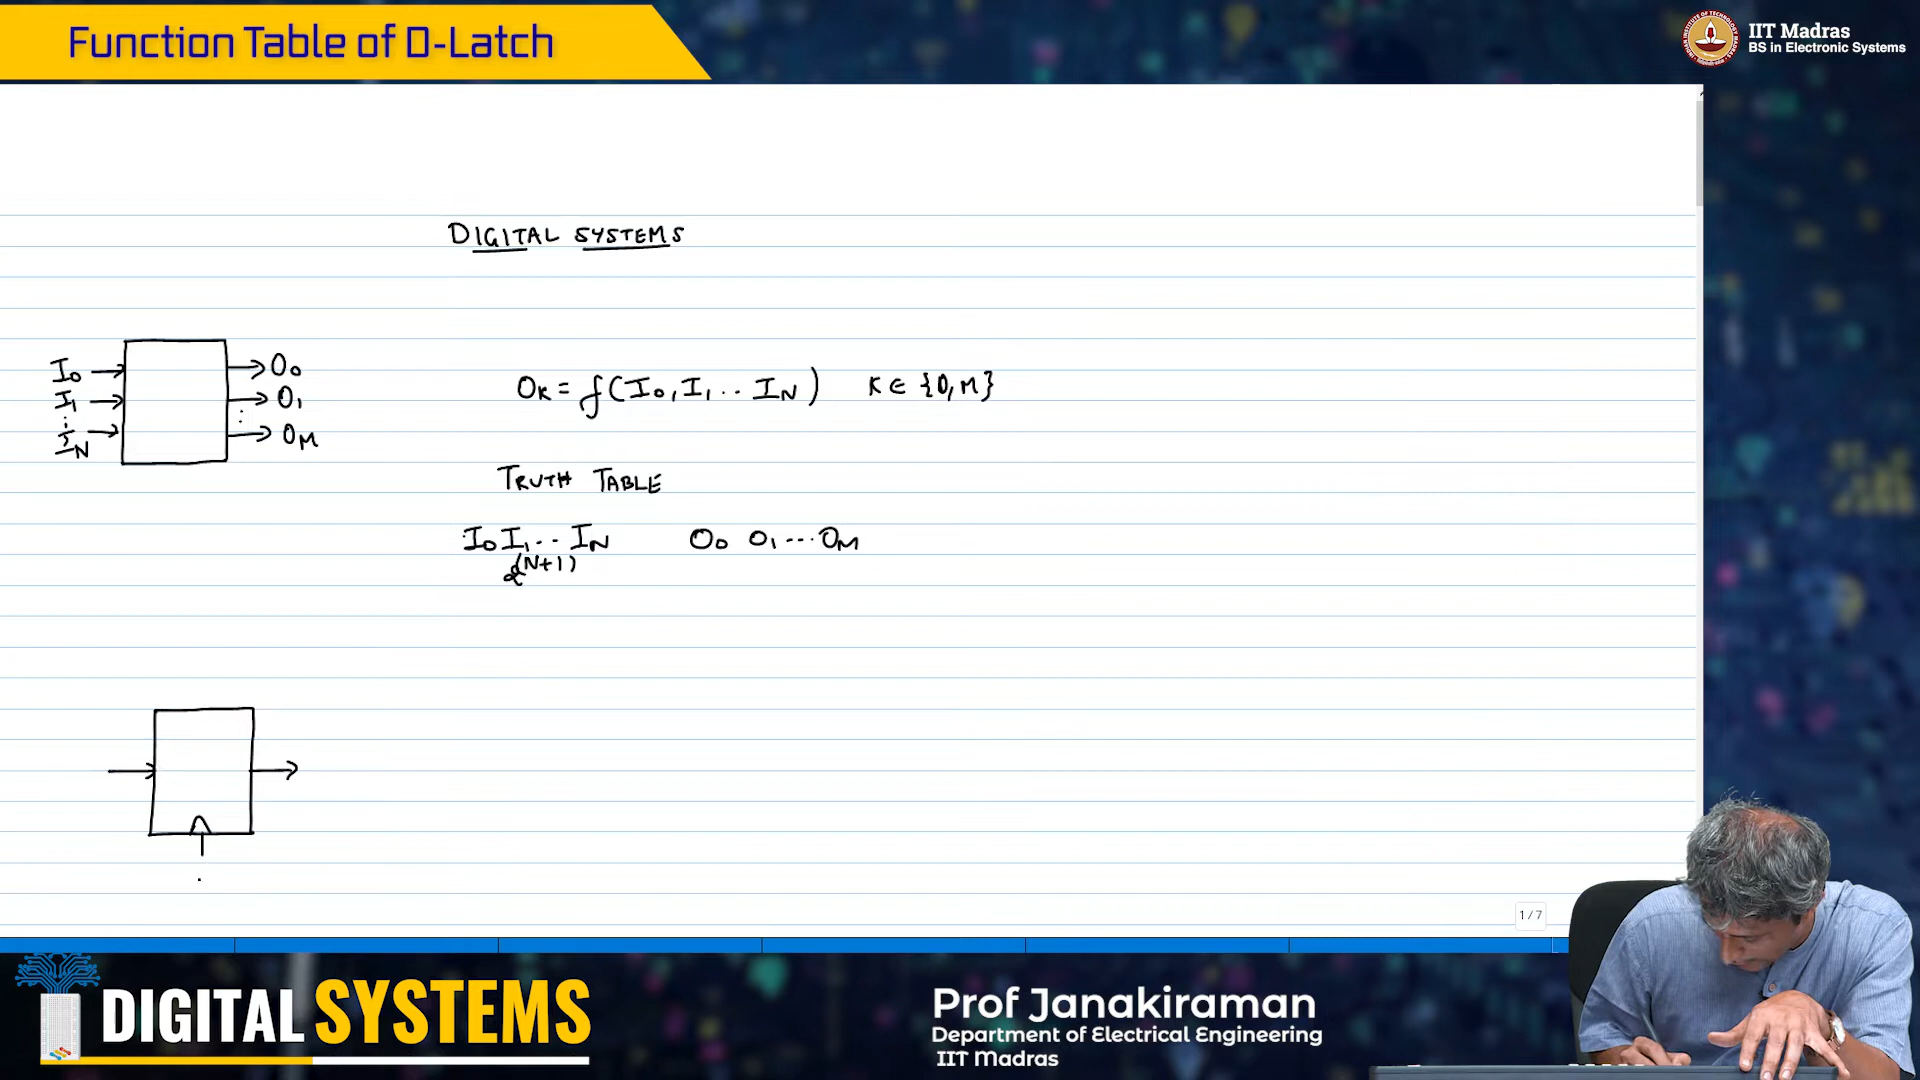 Function Table of D-Latch
IIT Madras
BS in Electronic Systems
DIGITAL SYSTEMS
I0
I1
IN
O0
O1
OM
OK = f(I0, I1 .. IN) K ∈ {0, M}
TRUTH TABLE
I0 I1 .. IN O0 O1 ... OM
2^(N+1)
1 / 7
DIGITAL SYSTEMS
Prof Janakiraman
Department of Electrical Engineering
IIT Madras